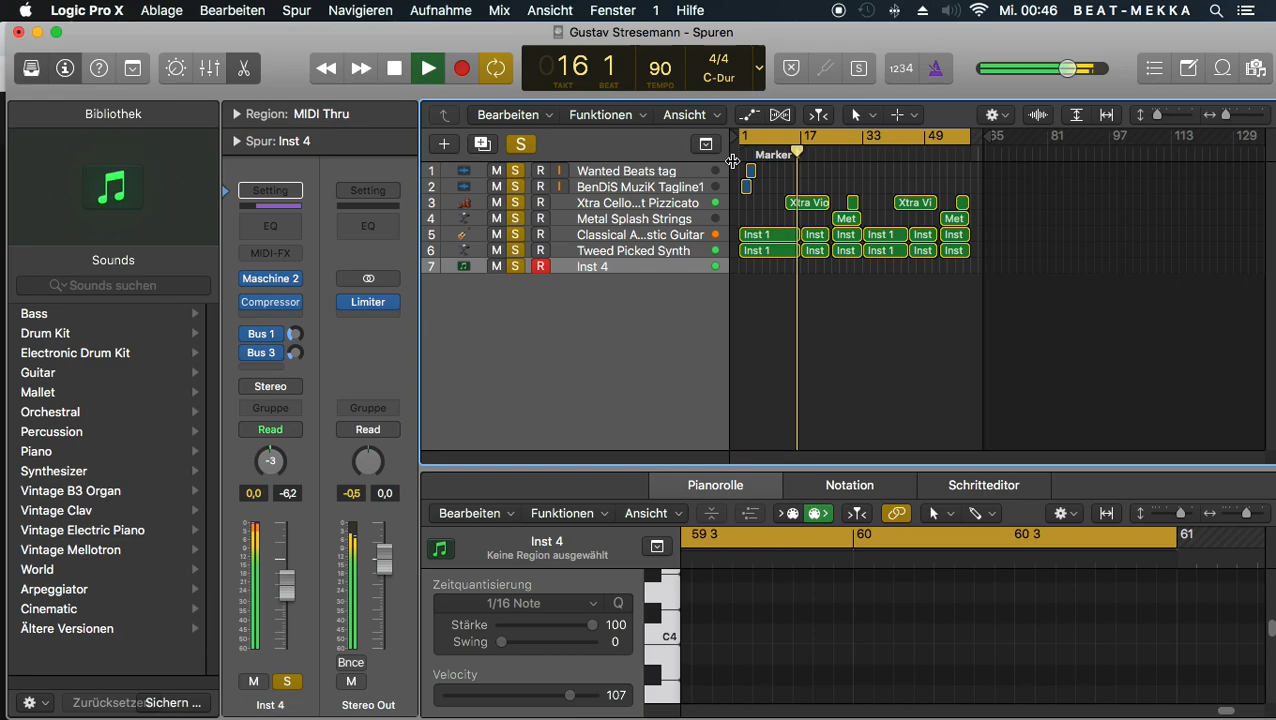 Logic Pro X Ablage Bearbeiten Spur Navigieren Aufnahme Mix Ansicht Fenster 1 Hilfe Mi. 00:46 BEAT-MEKKA
Gustav Stresemann - Spuren
16 1 90 4/4 C-Dur
TAKT BEAT TEMPO
S 1234
Bibliothek
Region: MIDI Thru
Spur: Inst 4
Bearbeiten Funktionen Ansicht
1 17 33 49 65 81 97 113 129
S
Marker
1 M S R I Wanted Beats tag
2 M S R I BenDiS MuziK Tagline1
3 M S R Xtra Cello...t Pizzicato Xtra Vio Xtra Vi
4 M S R Metal Splash Strings Met Met
5 M S R Classical A...stic Guitar Inst 1 Inst Inst Inst 1 Inst Inst
6 M S R Tweed Picked Synth Inst 1 Inst Inst Inst 1 Inst Inst
7 M S R Inst 4
Sounds
Sounds suchen
Bass
Drum Kit
Electronic Drum Kit
Guitar
Mallet
Orchestral
Percussion
Piano
Synthesizer
Vintage B3 Organ
Vintage Clav
Vintage Electric Piano
Vintage Mellotron
World
Arpeggiator
Cinematic
Ältere Versionen
Zurücksetzen Sichern ...
Setting Setting
EQ EQ
MIDI-FX
Maschine 2
Compressor Limiter
Bus 1
Bus 3
Stereo
Gruppe Gruppe
Read Read
-3
0,0 -6,2 -0,5 0,0
Bnce
M S M
Inst 4 Stereo Out
Pianorolle Notation Schritteditor
Bearbeiten Funktionen Ansicht
Inst 4
Keine Region ausgewählt
59 3 60 60 3 61
Zeitquantisierung
1/16 Note Q
Stärke 100
Swing 0
Velocity
107
C4